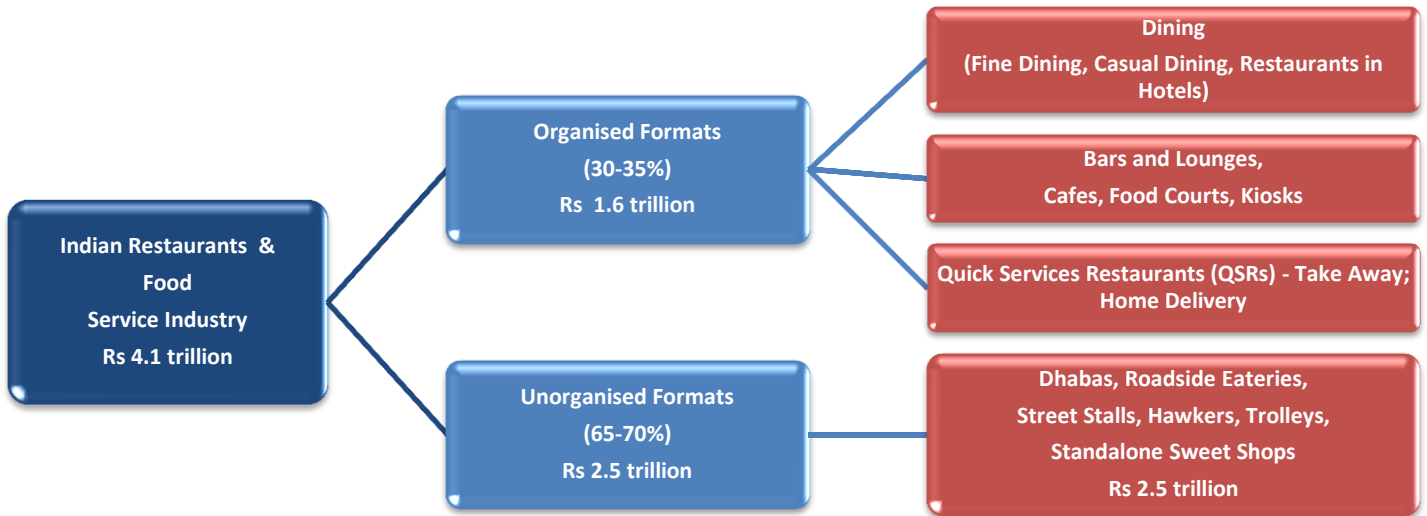 Indian Restaurants &
Food
Service Industry
Rs 4.1 trillion
Organised Formats
(30-35%)
Rs 1.6 trillion
Dining
(Fine Dining, Casual Dining, Restaurants in
Hotels)
Bars and Lounges,
Cafes, Food Courts, Kiosks
Quick Services Restaurants (QSRs) - Take Away;
Home Delivery
Unorganised Formats
(65-70%)
Rs 2.5 trillion
Dhabas, Roadside Eateries,
Street Stalls, Hawkers, Trolleys,
Standalone Sweet Shops
Rs 2.5 trillion